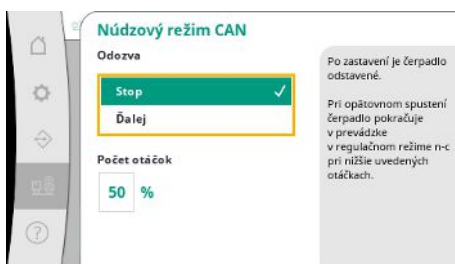 Núdzový režim CAN
Odozva
Stop
Ďalej
Počet otáčok
50 %
Po zastavení je čerpadlo
odstavené.
Pri opätovnom spustení
čerpadlo pokračuje
v prevádzke
v regulačnom režime n-c
pri nižšie uvedených
otáčkach.
?